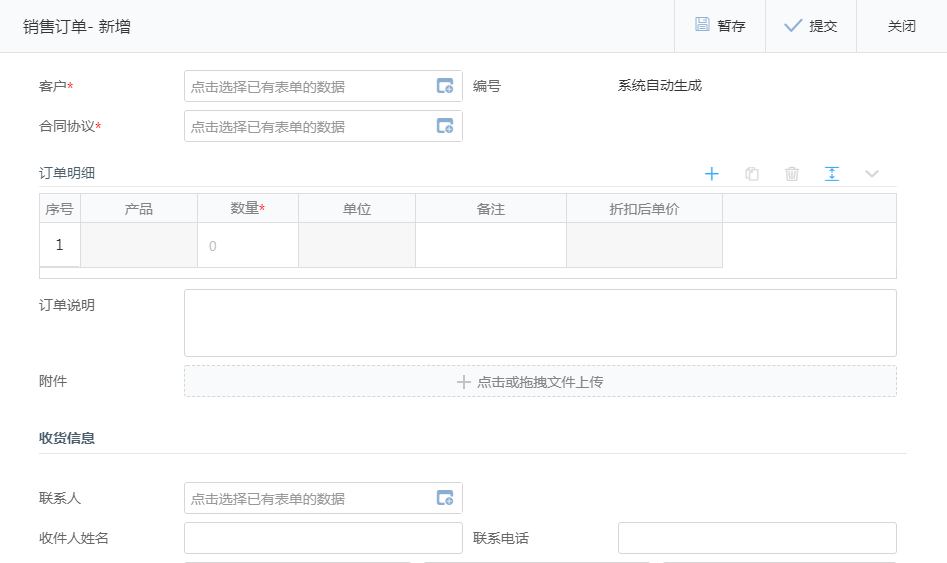 销售订单- 新增 暂存 提交 关闭
客户* 点击选择已有表单的数据 编号 系统自动生成
合同协议* 点击选择已有表单的数据
订单明细
序号 产品 数量* 单位 备注 折扣后单价
1 0
订单说明
附件 点击或拖拽文件上传
收货信息
联系人 点击选择已有表单的数据
收件人姓名 联系电话